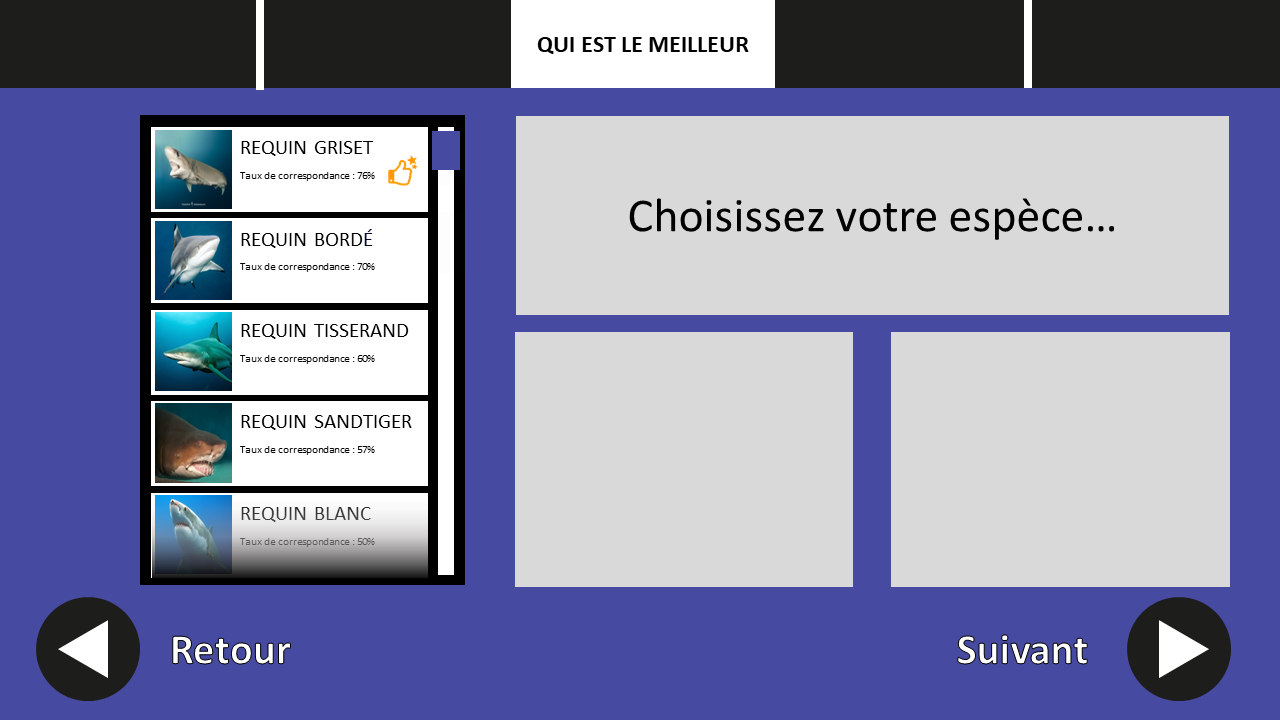 QUI EST LE MEILLEUR
REQUIN GRISET
Taux de correspondance : 76%
REQUIN BORDÉ
Taux de correspondance : 70%
REQUIN TISSERAND
Taux de correspondance : 60%
REQUIN SANDTIGER
Taux de correspondance : 57%
REQUIN BLANC
Taux de correspondance : 50%
Choisissez votre espèce...
Retour
Suivant